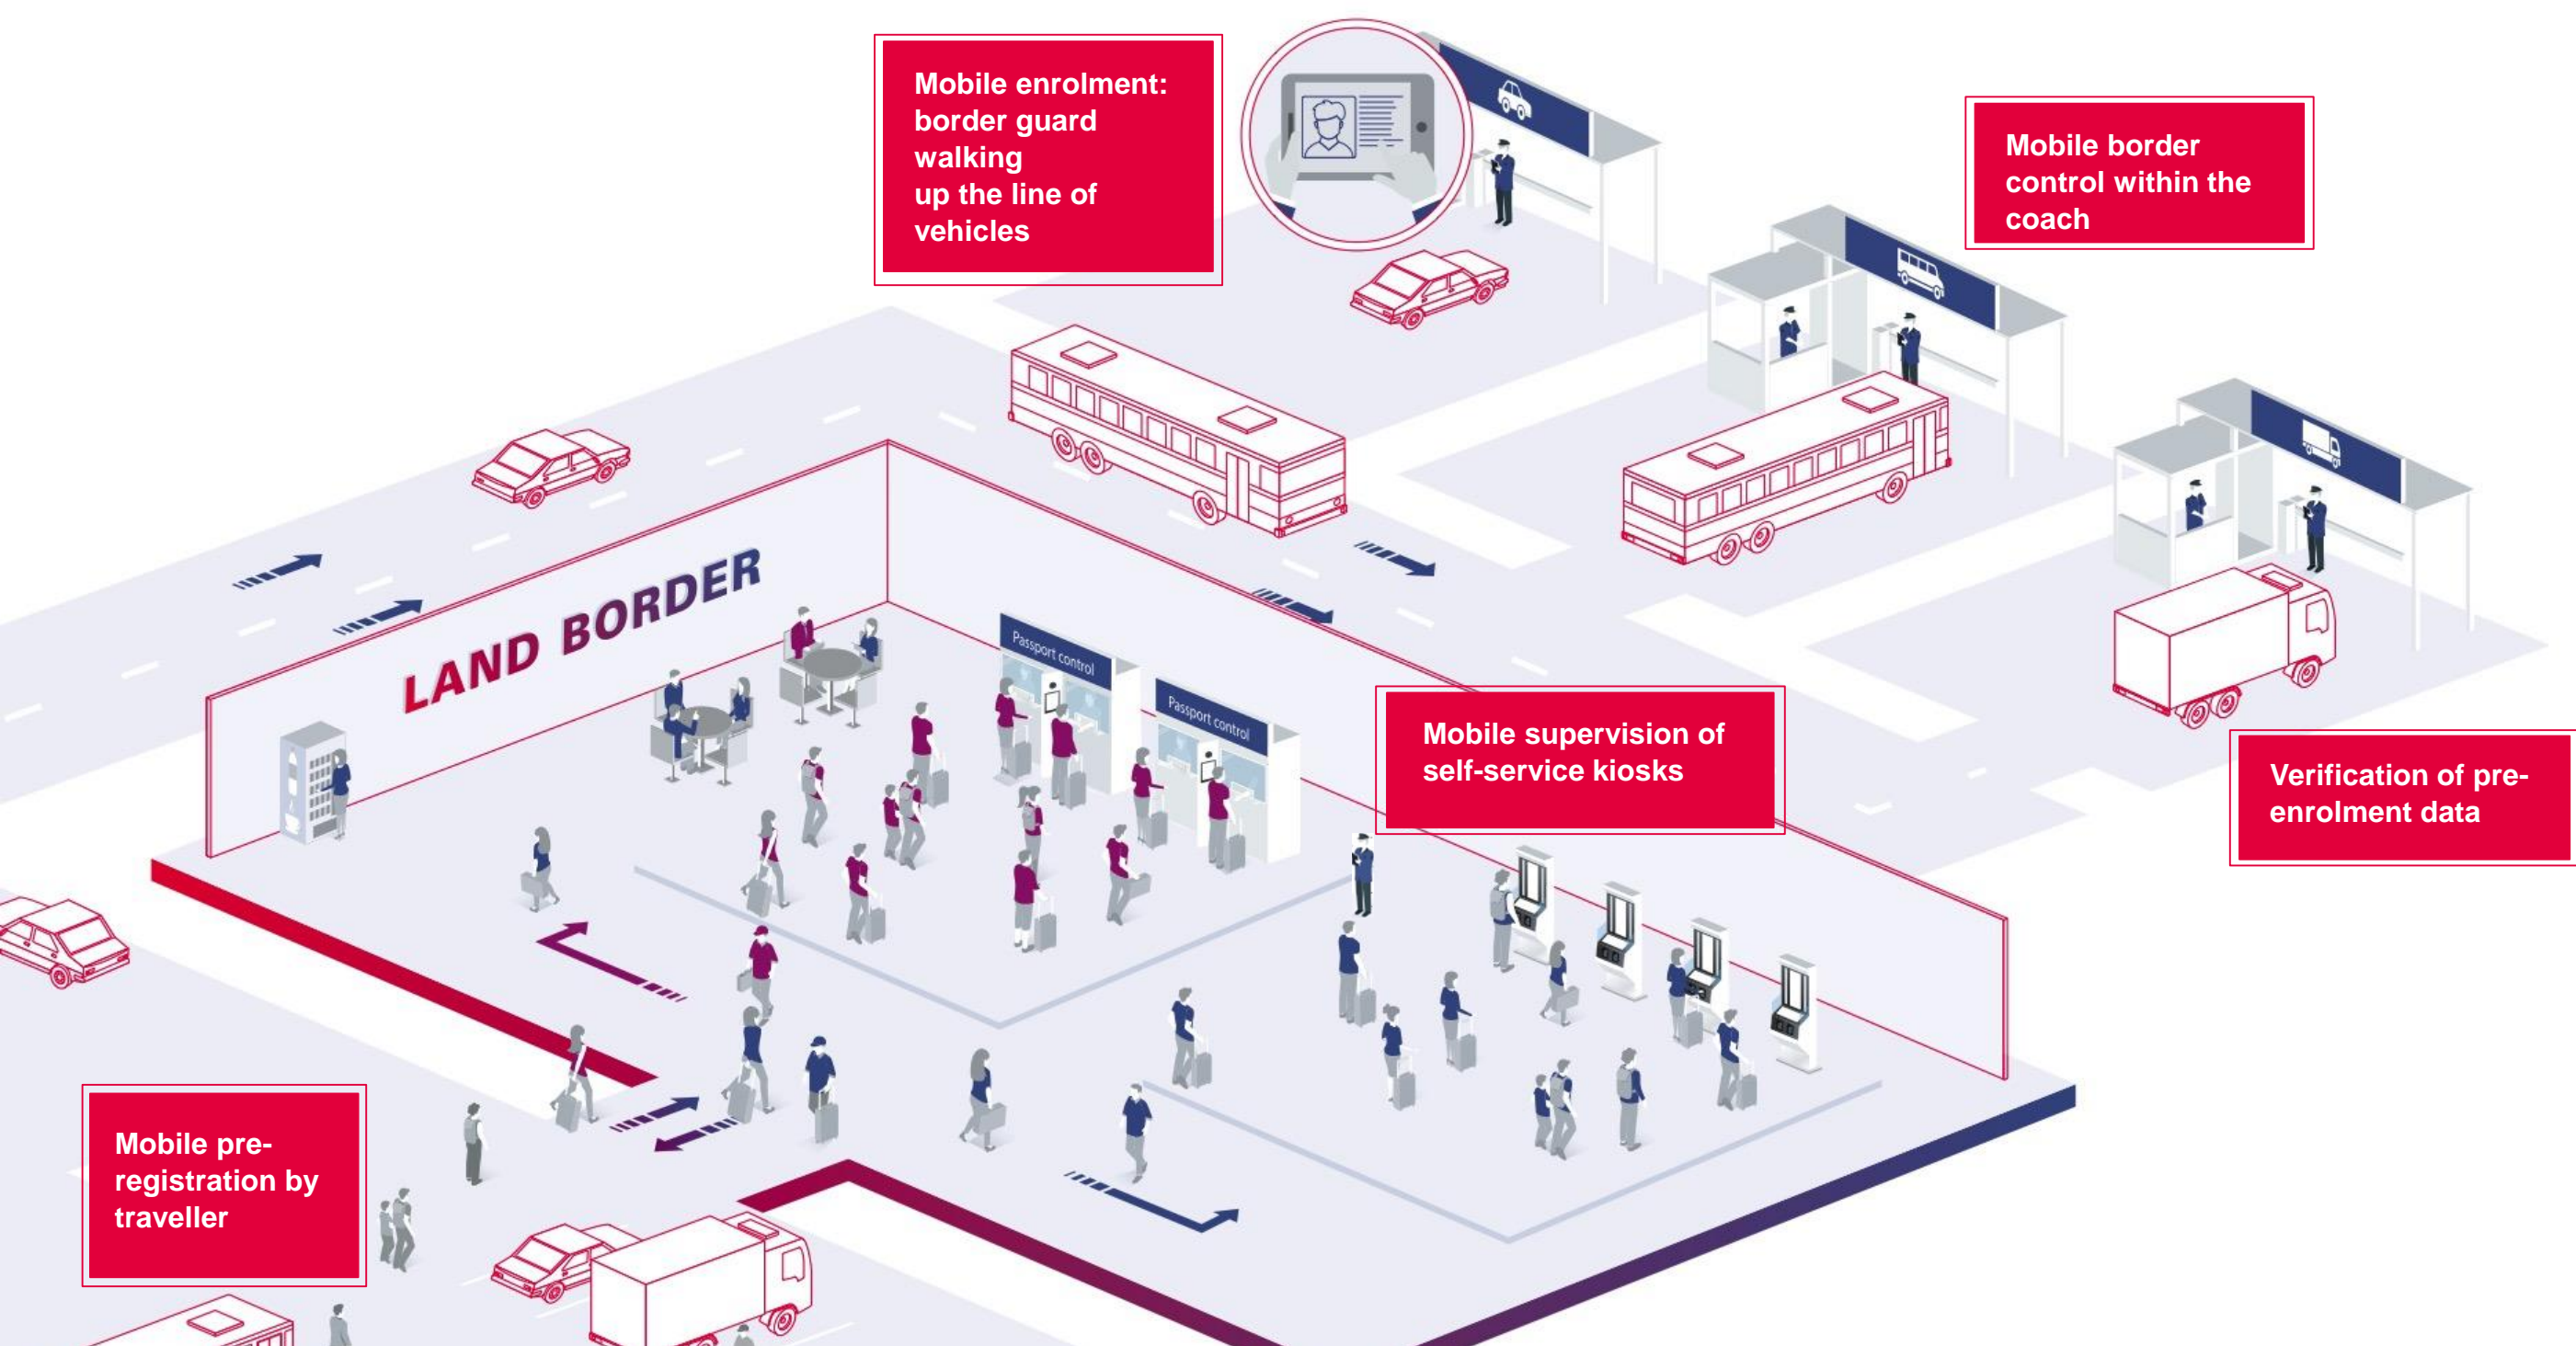 Mobile enrolment:
border guard
walking
up the line of
vehicles
Mobile border
control within the
coach
LAND BORDER
Passport control
Passport control
Mobile supervision of
self-service kiosks
Verification of pre-
enrolment data
Mobile pre-
registration by
traveller